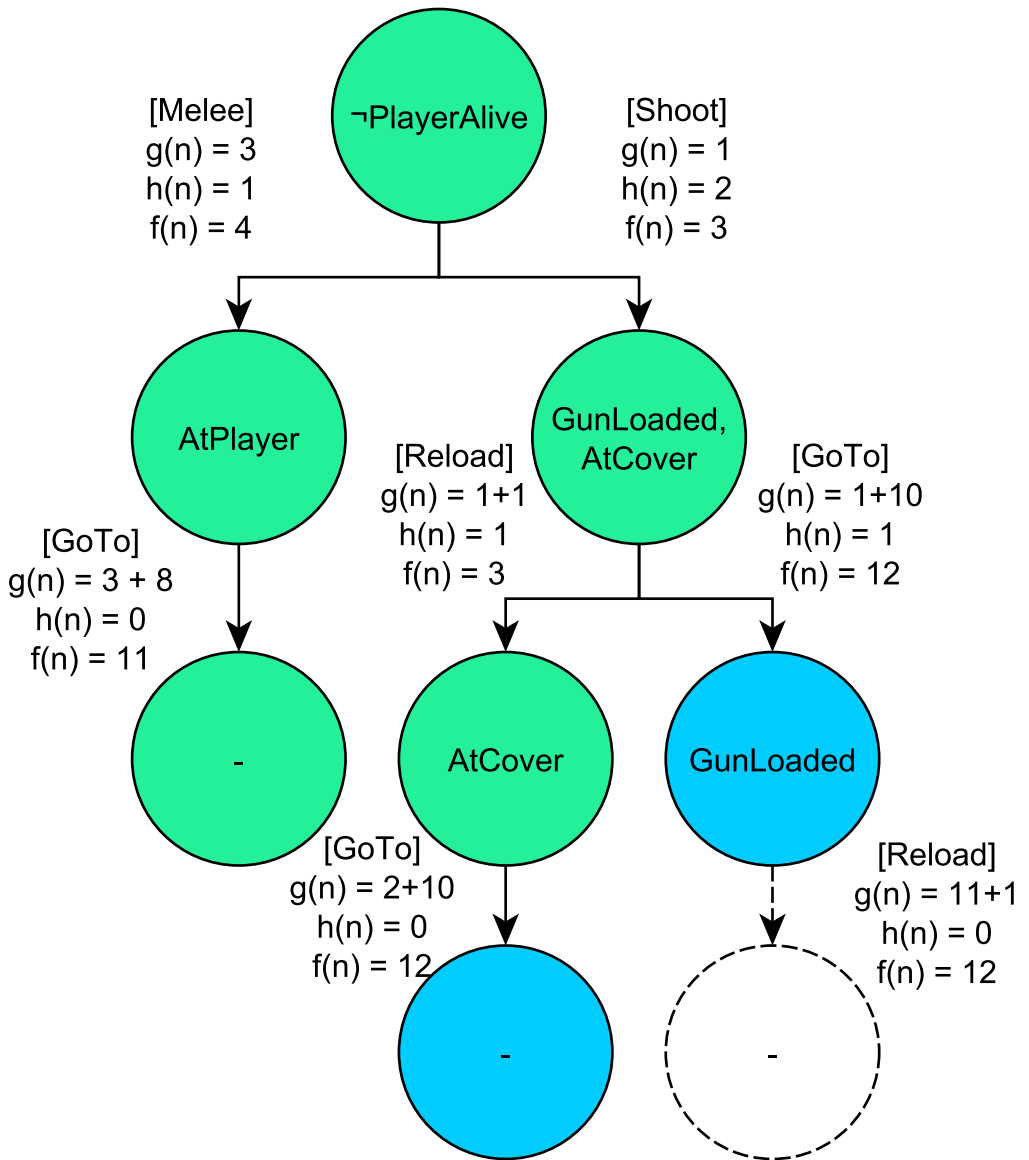 ¬PlayerAlive
[Melee]
g(n) = 3
h(n) = 1
f(n) = 4
[Shoot]
g(n) = 1
h(n) = 2
f(n) = 3
AtPlayer
GunLoaded,
AtCover
[GoTo]
g(n) = 3 + 8
h(n) = 0
f(n) = 11
[Reload]
g(n) = 1+1
h(n) = 1
f(n) = 3
[GoTo]
g(n) = 1+10
h(n) = 1
f(n) = 12
-
AtCover
GunLoaded
[GoTo]
g(n) = 2+10
h(n) = 0
f(n) = 12
[Reload]
g(n) = 11+1
h(n) = 0
f(n) = 12
-
-